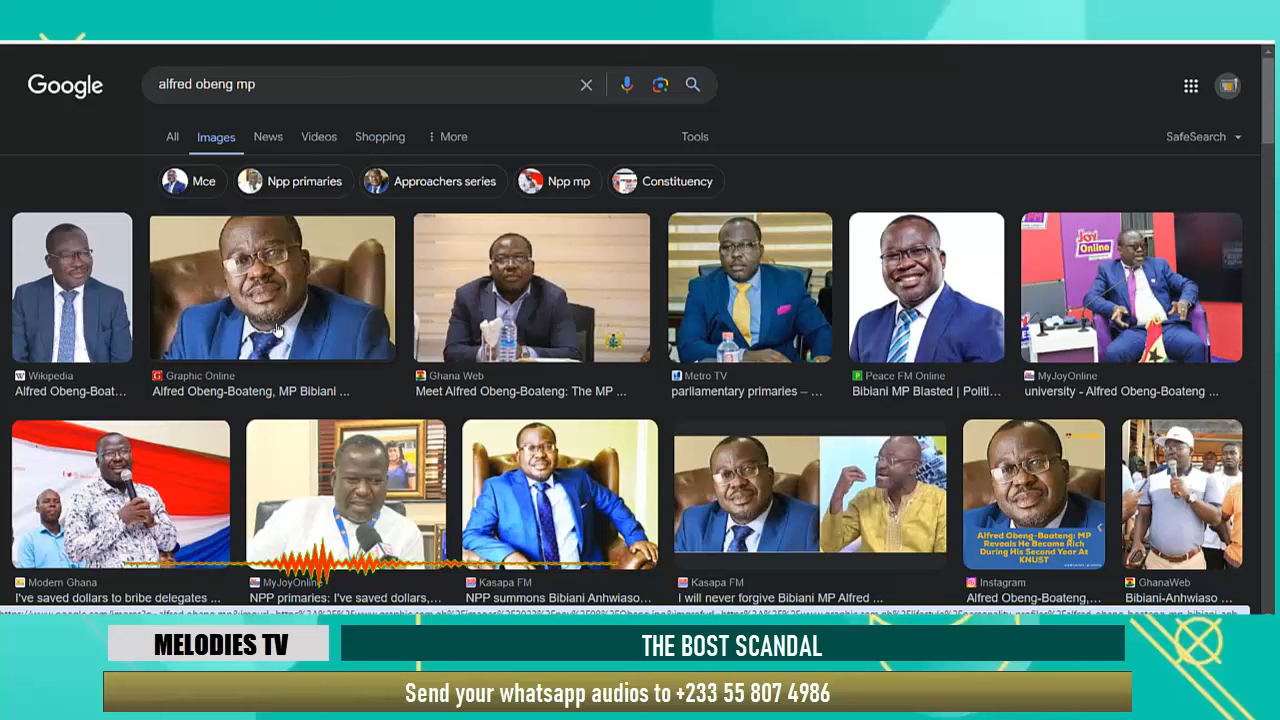 Google
alfred obeng mp
All Images News Videos Shopping More Tools SafeSearch
Mce Npp primaries Approachers series Npp mp Constituency
Joy
Online
Wikipedia
Alfred Obeng-Boat...
Graphic Online
Alfred Obeng-Boateng, MP Bibiani ...
Ghana Web
Meet Alfred Obeng-Boateng: The MP ...
Metro TV
parliamentary primaries – ...
Peace FM Online
Bibiani MP Blasted | Politi...
MyJoyOnline
university - Alfred Obeng-Boateng ...
Alfred Obeng-Boateng: MP
Reveals He Became Rich
During His Second Year At
KNUST
Modern Ghana
I've saved dollars to bribe delegates ...
MyJoyOnline
NPP primaries: I've saved dollars,...
Kasapa FM
NPP summons Bibiani Anhwiaso ...
Kasapa FM
I will never forgive Bibiani MP Alfred ...
Instagram
Alfred Obeng-Boateng,...
GhanaWeb
Bibiani-Anhwiaso ...
MELODIES TV
THE BOST SCANDAL
Send your whatsapp audios to +233 55 807 4986